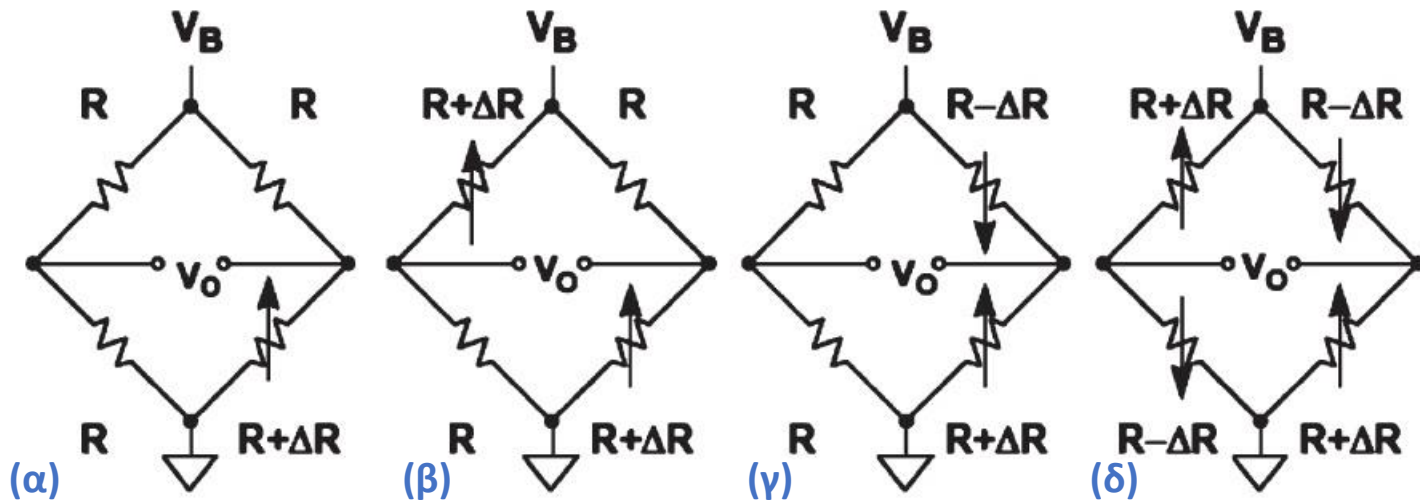 V_B V_B V_B V_B
R R R+ΔR R R R−ΔR R+ΔR R−ΔR
V_O V_O V_O V_O
R R+ΔR R R+ΔR R R+ΔR R−ΔR R+ΔR
(α) (β) (γ) (δ)